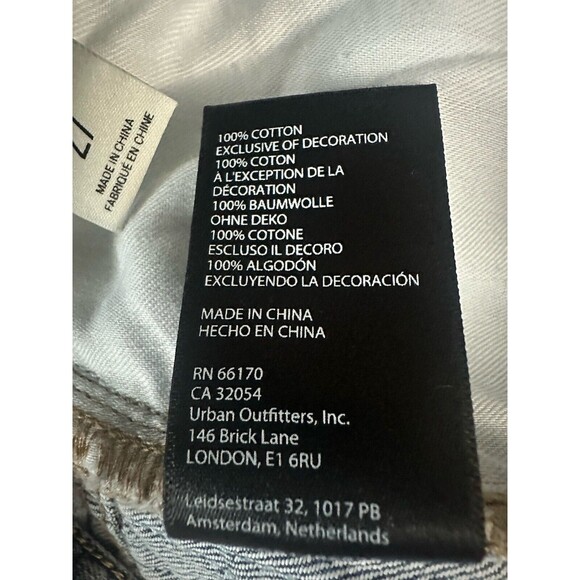 27
MADE IN CHINA
FABRIQUÉ EN CHINE
100% COTTON
EXCLUSIVE OF DECORATION
100% COTON
À L'EXCEPTION DE LA
DÉCORATION
100% BAUMWOLLE
OHNE DEKO
100% COTONE
ESCLUSO IL DECORO
100% ALGODÓN
EXCLUYENDO LA DECORACIÓN
MADE IN CHINA
HECHO EN CHINA
RN 66170
CA 32054
Urban Outfitters, Inc.
146 Brick Lane
LONDON, E1 6RU
Leidsestraat 32, 1017 PB
Amsterdam, Netherlands